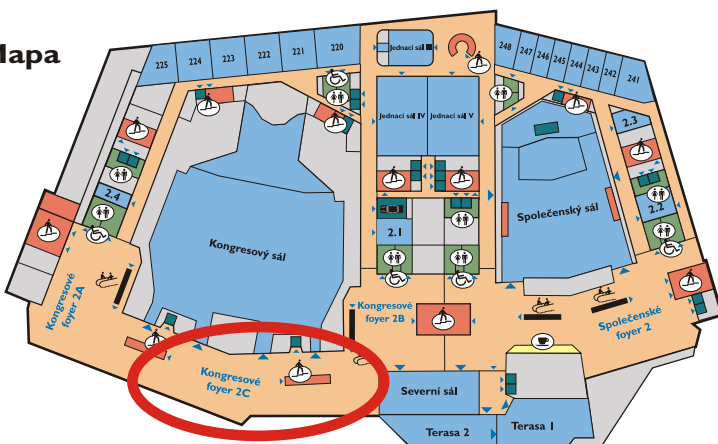 Mapa
225
224
223
222
221
220
Jednací sál
248
247
246
245
244
243
242
241
Jednací sál IV
Jednací sál V
2.3
2.4
2.2
2.1
Kongresový sál
Společenský sál
Kongresové
foyer 2A
Kongresové
foyer 2B
Společenské
foyer 2
Kongresové
foyer 2C
Severní sál
Terasa 2
Terasa 1